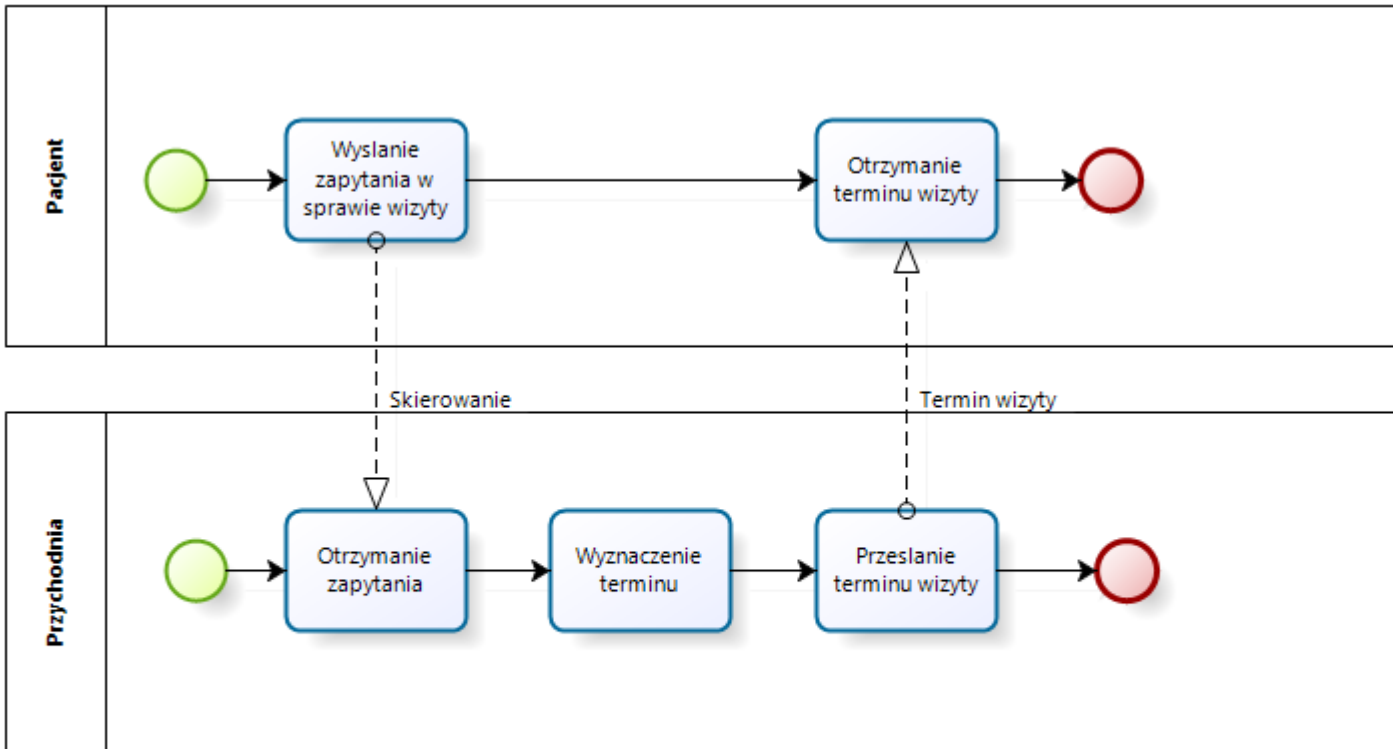 Pacjent
Wyslanie
zapytania w
sprawie wizyty
Otrzymanie
terminu wizyty
Skierowanie
Termin wizyty
Przychodnia
Otrzymanie
zapytania
Wyznaczenie
terminu
Przeslanie
terminu wizyty